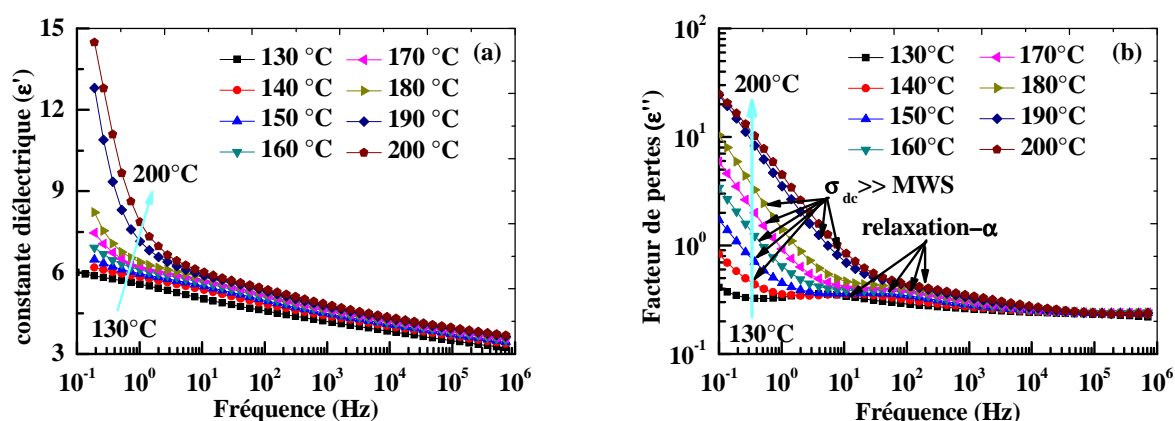 (a)
130 °C 170 °C
140 °C 180 °C
150 °C 190 °C
160 °C 200 °C
200°C
130°C
15
12
9
6
3
10-1 100 101 102 103 104 105 106
constante diélectrique (ε')
Fréquence (Hz)
(b)
130°C 170°C
140°C 180°C
150°C 190°C
160°C 200°C
200°C
σdc>> MWS
relaxation–α
130°C
102
101
100
10-1
10-1 100 101 102 103 104 105 106
Facteur de pertes (ε'')
Fréquence (Hz)